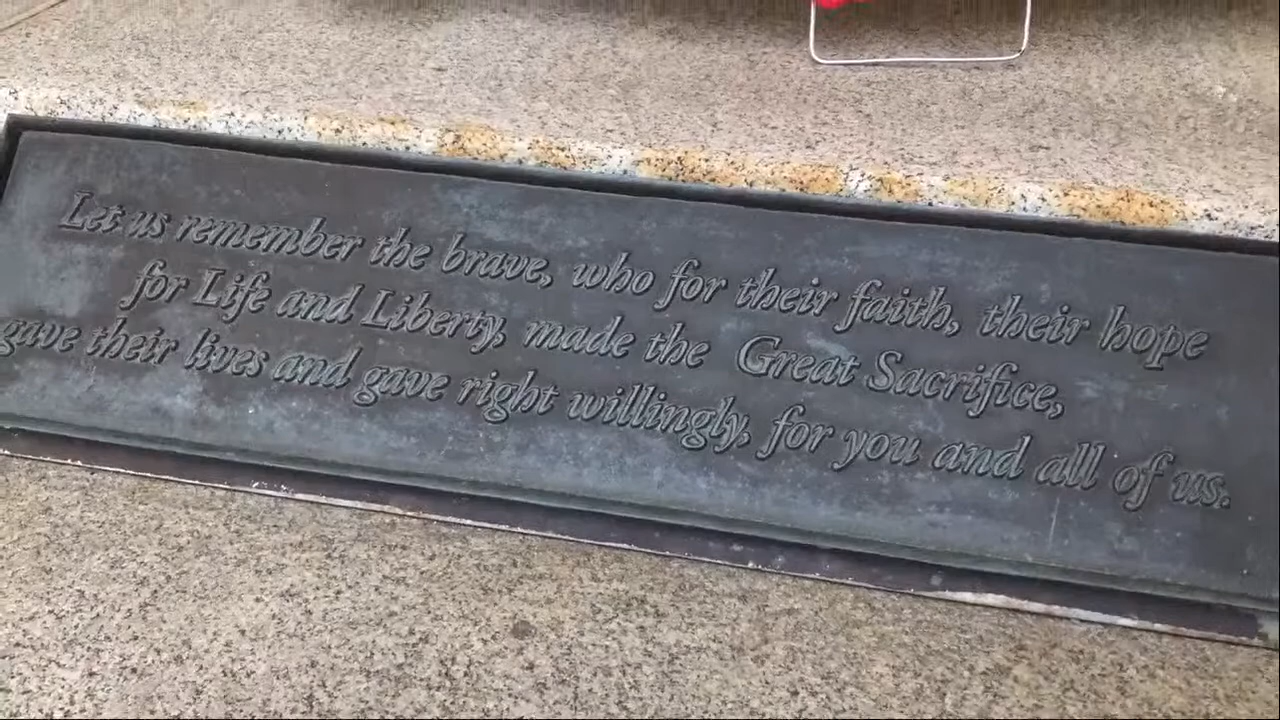 Let us remember the brave, who for their faith, their hope
for Life and Liberty, made the Great Sacrifice,
gave their lives and gave right willingly, for you and all of us.